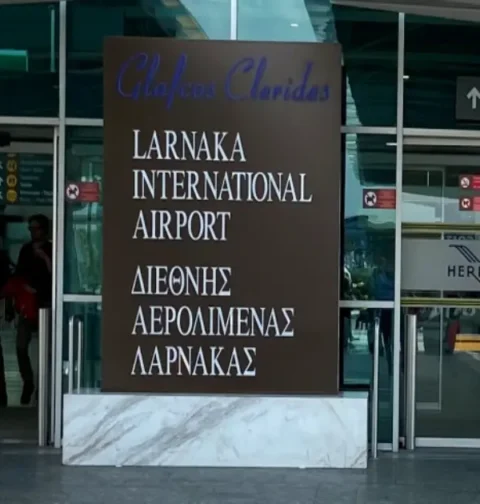 Glafcos Clerides
LARNAKA
INTERNATIONAL
AIRPORT
ΔΙΕΘΝΗΣ
ΑΕΡΟΛΙΜΕΝΑΣ
ΛΑΡΝΑΚΑΣ